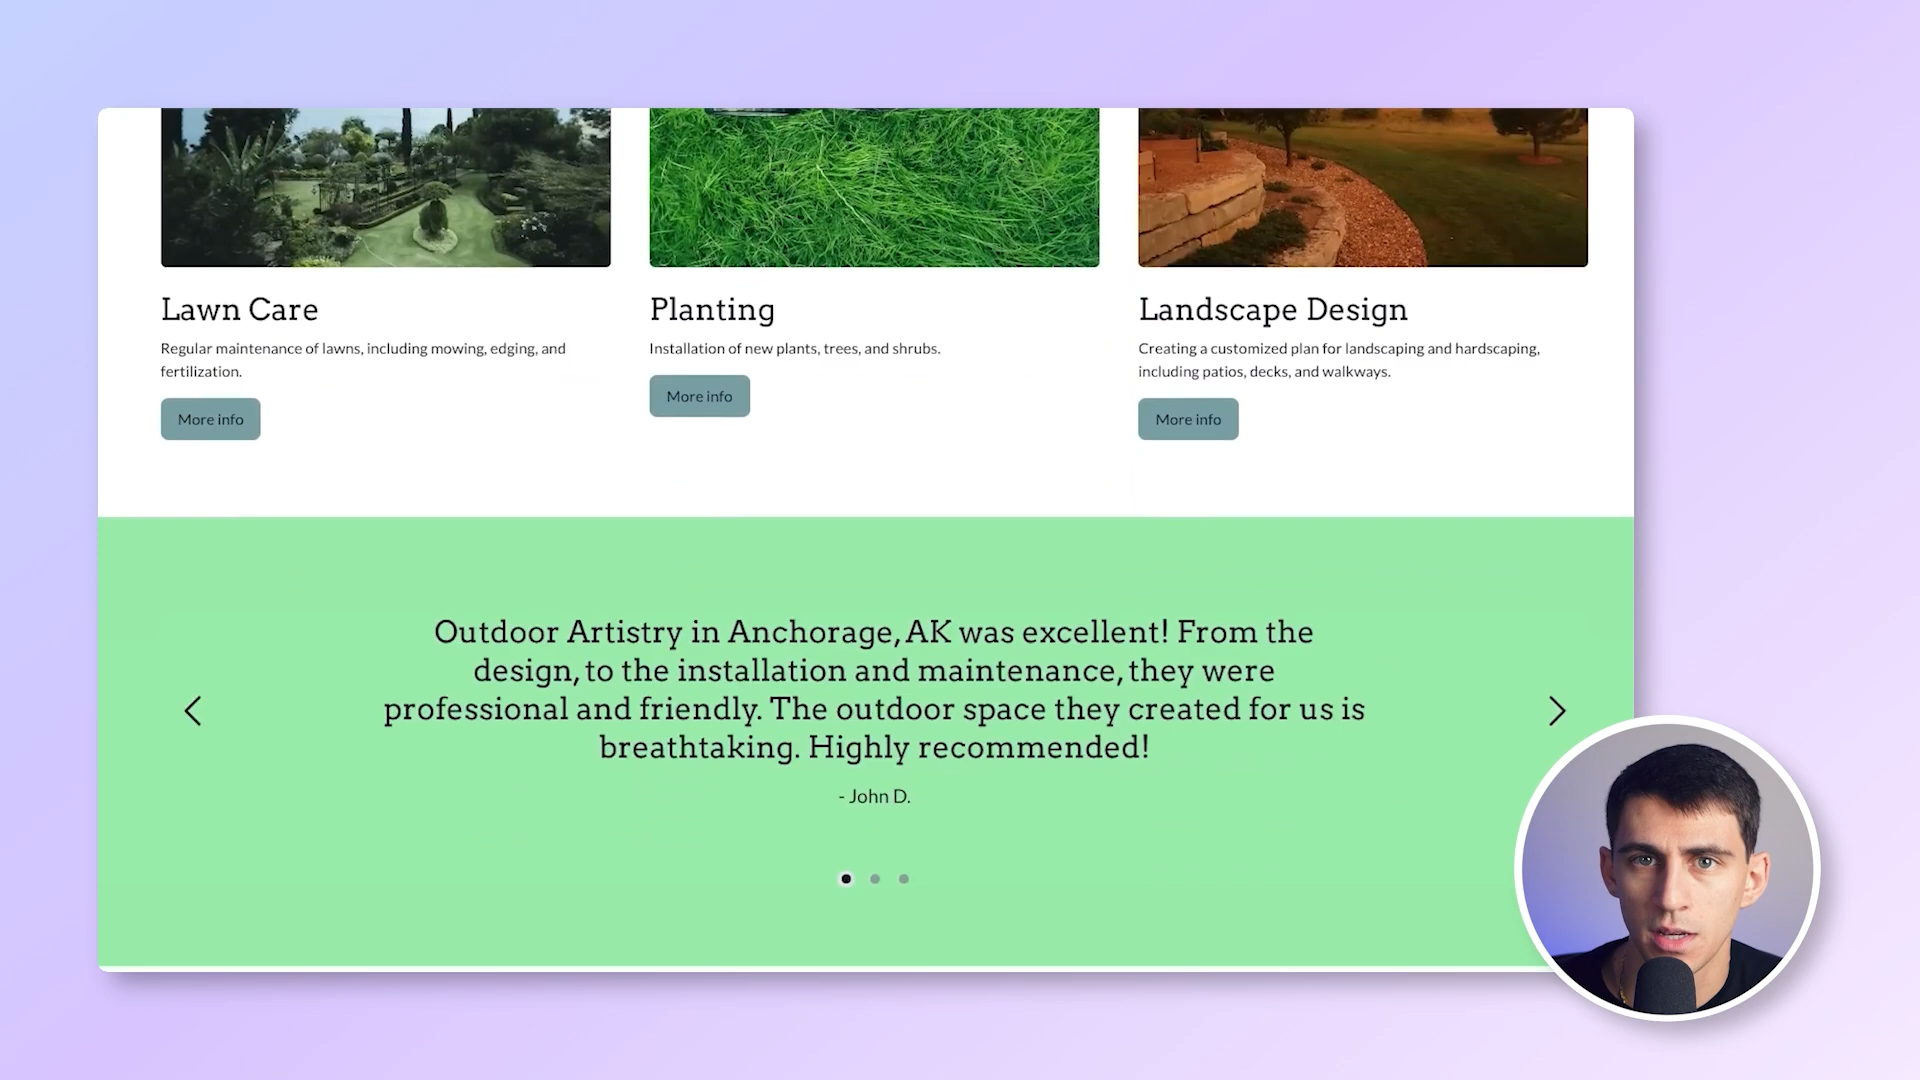 Lawn Care
Regular maintenance of lawns, including mowing, edging, and
fertilization.
More info
Planting
Installation of new plants, trees, and shrubs.
More info
Landscape Design
Creating a customized plan for landscaping and hardscaping,
including patios, decks, and walkways.
More info
Outdoor Artistry in Anchorage, AK was excellent! From the
design, to the installation and maintenance, they were
professional and friendly. The outdoor space they created for us is
breathtaking. Highly recommended!
- John D.